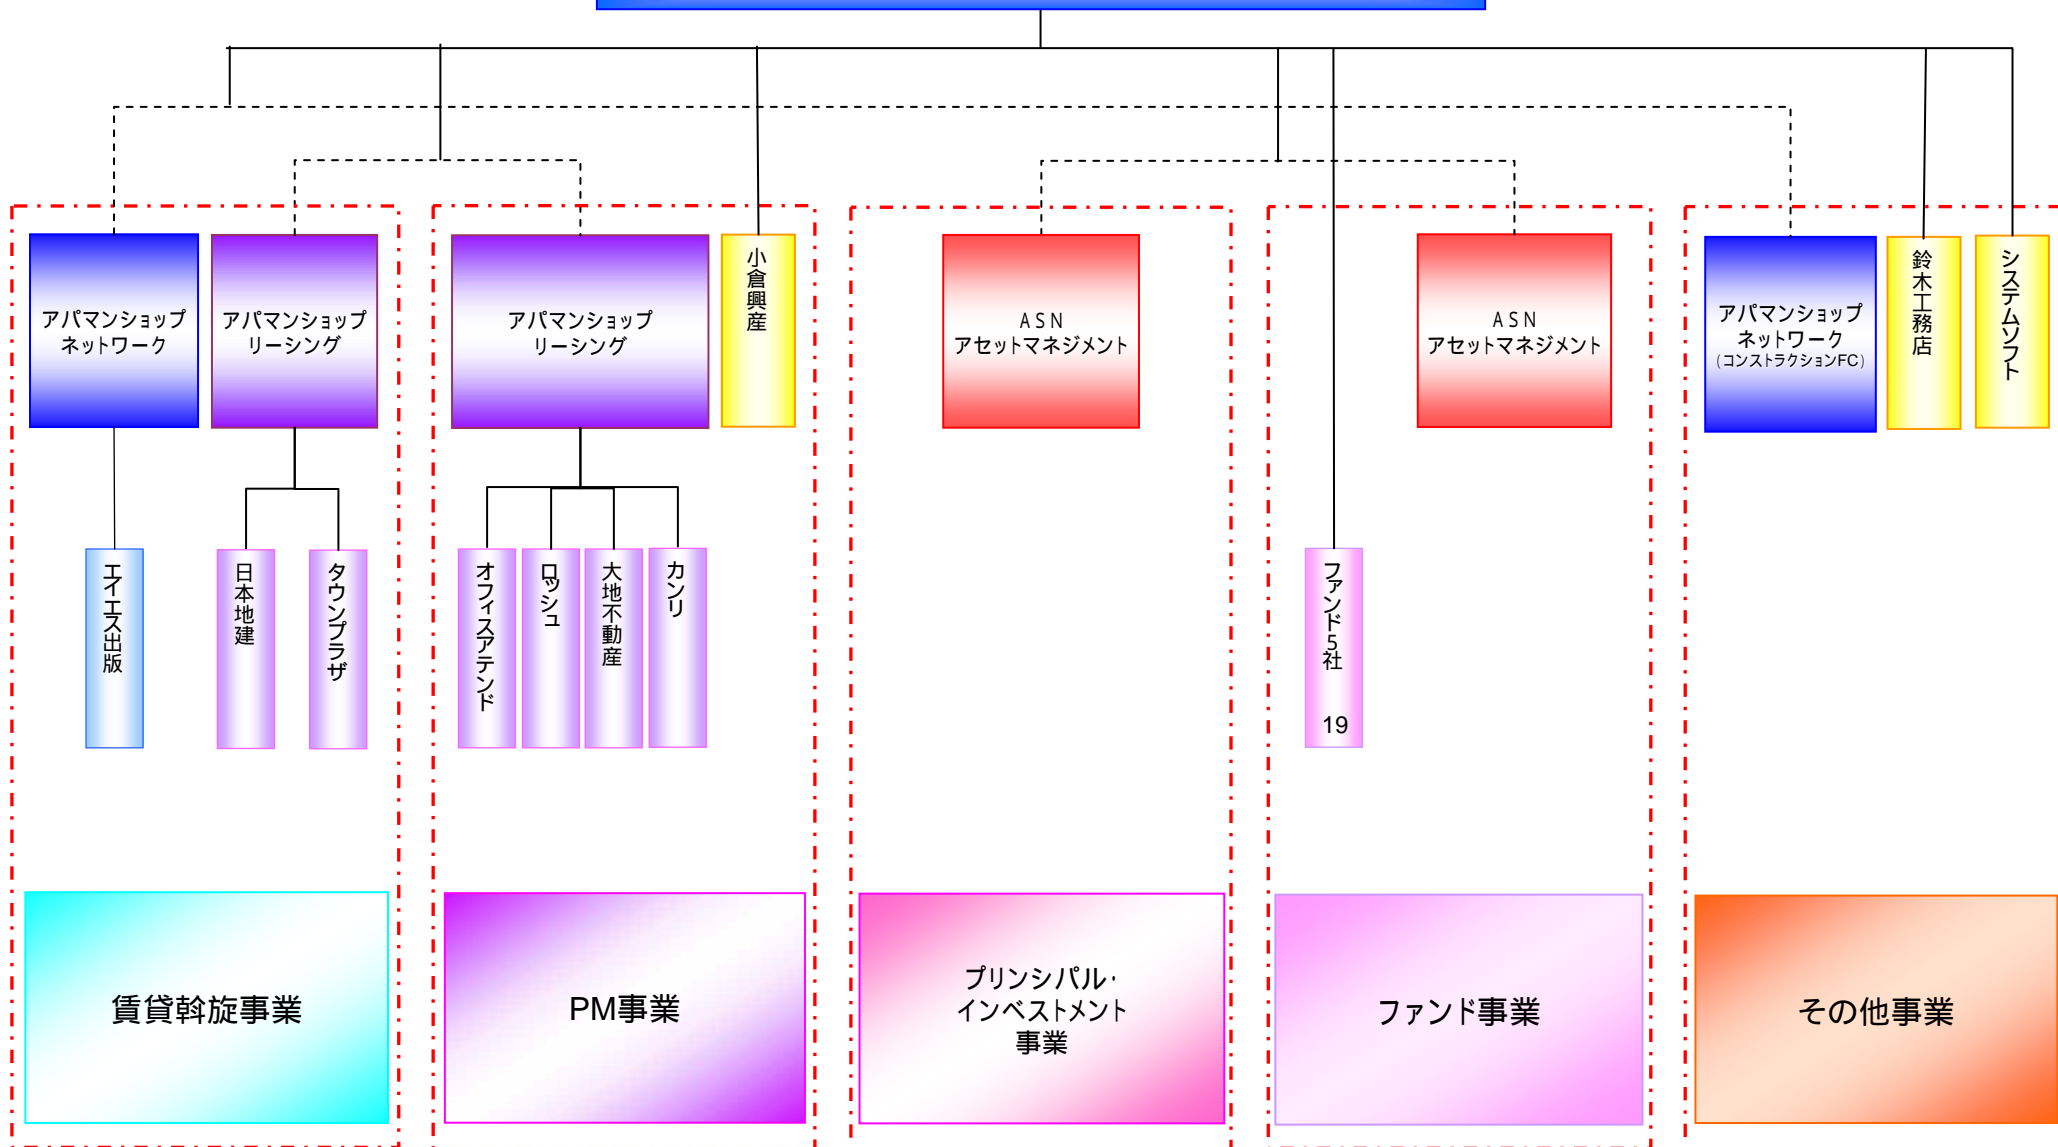 アパマンショップ
ネットワーク
アパマンショップ
リーシング
アパマンショップ
リーシング
小倉興産
ASN
アセットマネジメント
ASN
アセットマネジメント
アパマンショップ
ネットワーク
(コンストラクションFC)
鈴木工務店
システムソフト
エイエス出版
日本地建
タウンプラザ
オフィスアテンド
ロッシュ
大地不動産
カンリ
ファンド5社
19
賃貸斡旋事業
PM事業
プリンシパル・
インベストメント
事業
ファンド事業
その他事業